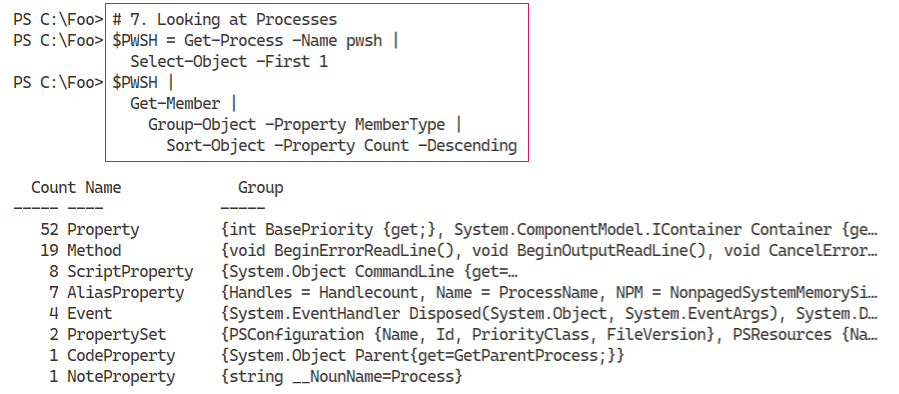 PS C:\Foo> # 7. Looking at Processes
PS C:\Foo> $PWSH = Get-Process -Name pwsh |
Select-Object -First 1
PS C:\Foo> $PWSH |
Get-Member |
Group-Object -Property MemberType |
Sort-Object -Property Count -Descending
Count Name Group
----- ---- -----
52 Property {int BasePriority {get;}, System.ComponentModel.IContainer Container {ge…
19 Method {void BeginErrorReadLine(), void BeginOutputReadLine(), void CancelError…
8 ScriptProperty {System.Object CommandLine {get=…
7 AliasProperty {Handles = Handlecount, Name = ProcessName, NPM = NonpagedSystemMemorySi…
4 Event {System.EventHandler Disposed(System.Object, System.EventArgs), System.D…
2 PropertySet {PSConfiguration {Name, Id, PriorityClass, FileVersion}, PSResources {Na…
1 CodeProperty {System.Object Parent{get=GetParentProcess;}}
1 NoteProperty {string __NounName=Process}